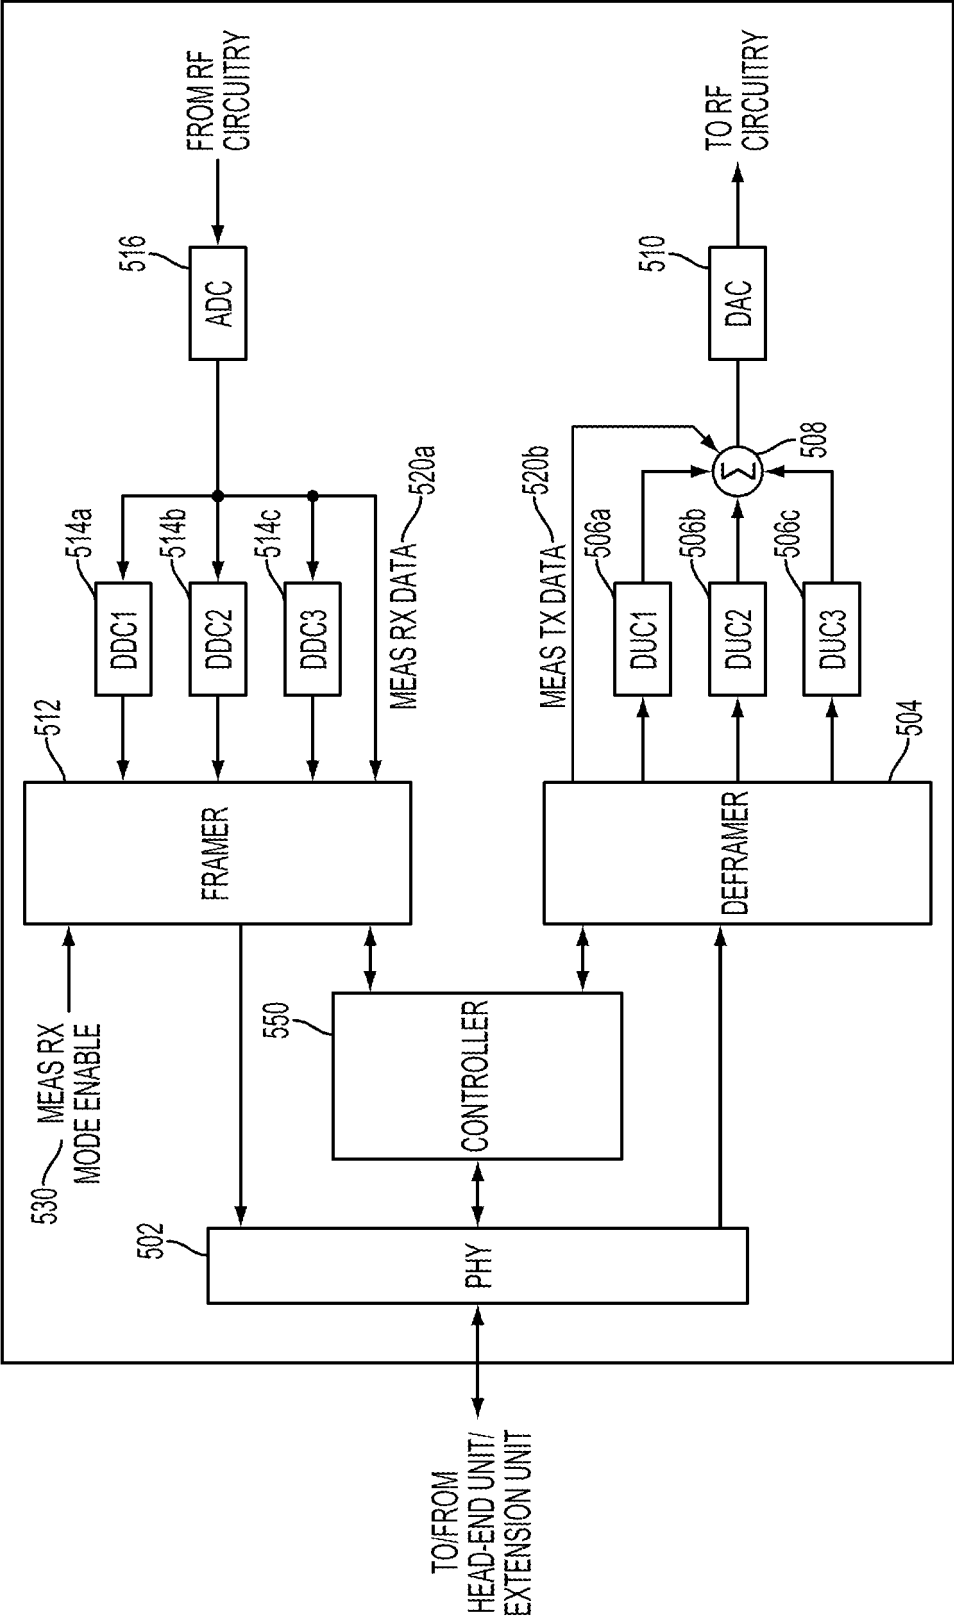 FROM RF
CIRCUITRY
516
ADC
514a
DDC1
514b
DDC2
514c
DDC3
MEAS RX DATA
520a
512
FRAMER
530
MEAS RX
MODE ENABLE
550
CONTROLLER
502
PHY
TO/FROM
HEAD-END UNIT/
EXTENSION UNIT
TO RF
CIRCUITRY
510
DAC
508
Σ
MEAS TX DATA
520b
506a
DUC1
506b
DUC2
506c
DUC3
504
DEFRAMER